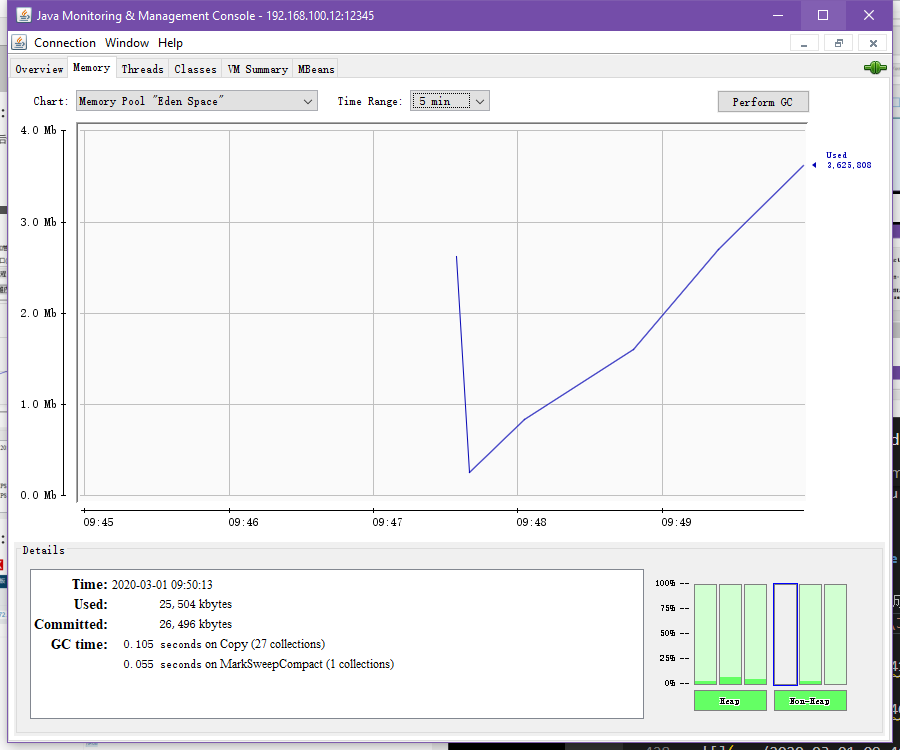 Java Monitoring & Management Console - 192.168.100.12:12345
Connection Window Help
Overview Memory Threads Classes VM Summary MBeans
Chart: Memory Pool "Eden Space" Time Range: 5 min Perform GC
4.0 Mb
Used
3,625,808
3.0 Mb
2.0 Mb
1.0 Mb
0.0 Mb
09:45 09:46 09:47 09:48 09:49
Details
Time: 2020-03-01 09:50:13
Used: 25,504 kbytes
Committed: 26,496 kbytes
GC time: 0.105 seconds on Copy (27 collections)
0.055 seconds on MarkSweepCompact (1 collections)
100% --
75% --
50% --
25% --
0% --
Heap Non-Heap